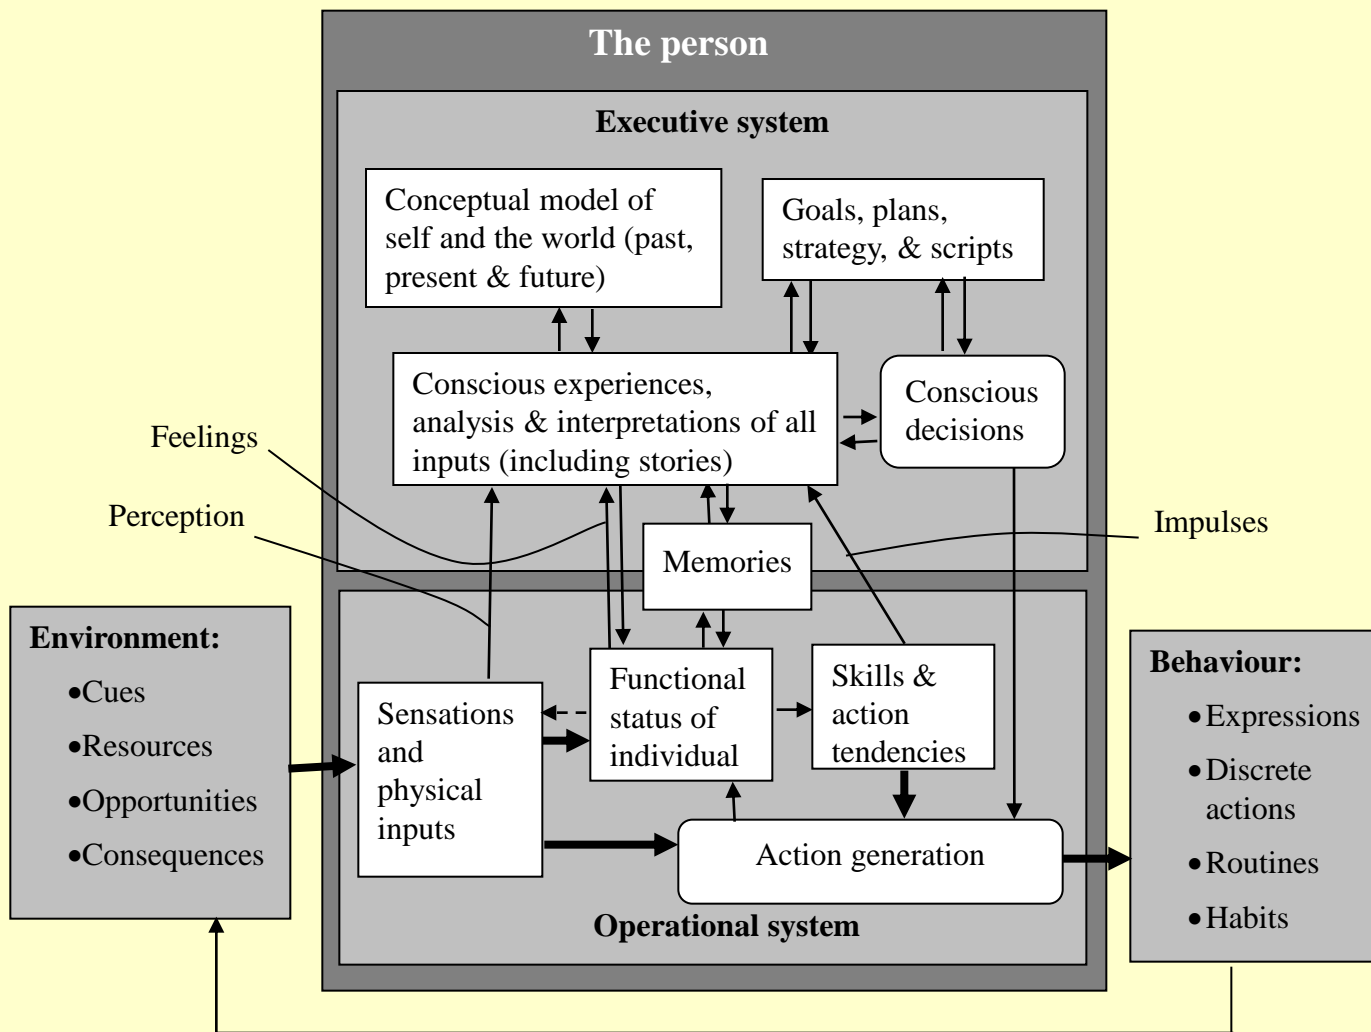 The person
Executive system
Conceptual model of
self and the world (past,
present & future)
Goals, plans,
strategy, & scripts
Conscious experiences,
analysis & interpretations of all
inputs (including stories)
Conscious
decisions
Feelings
Perception
Impulses
Memories
Environment:
•Cues
•Resources
•Opportunities
•Consequences
Sensations
and
physical
inputs
Functional
status of
individual
Skills &
action
tendencies
Action generation
Operational system
Behaviour:
•Expressions
•Discrete
actions
•Routines
•Habits